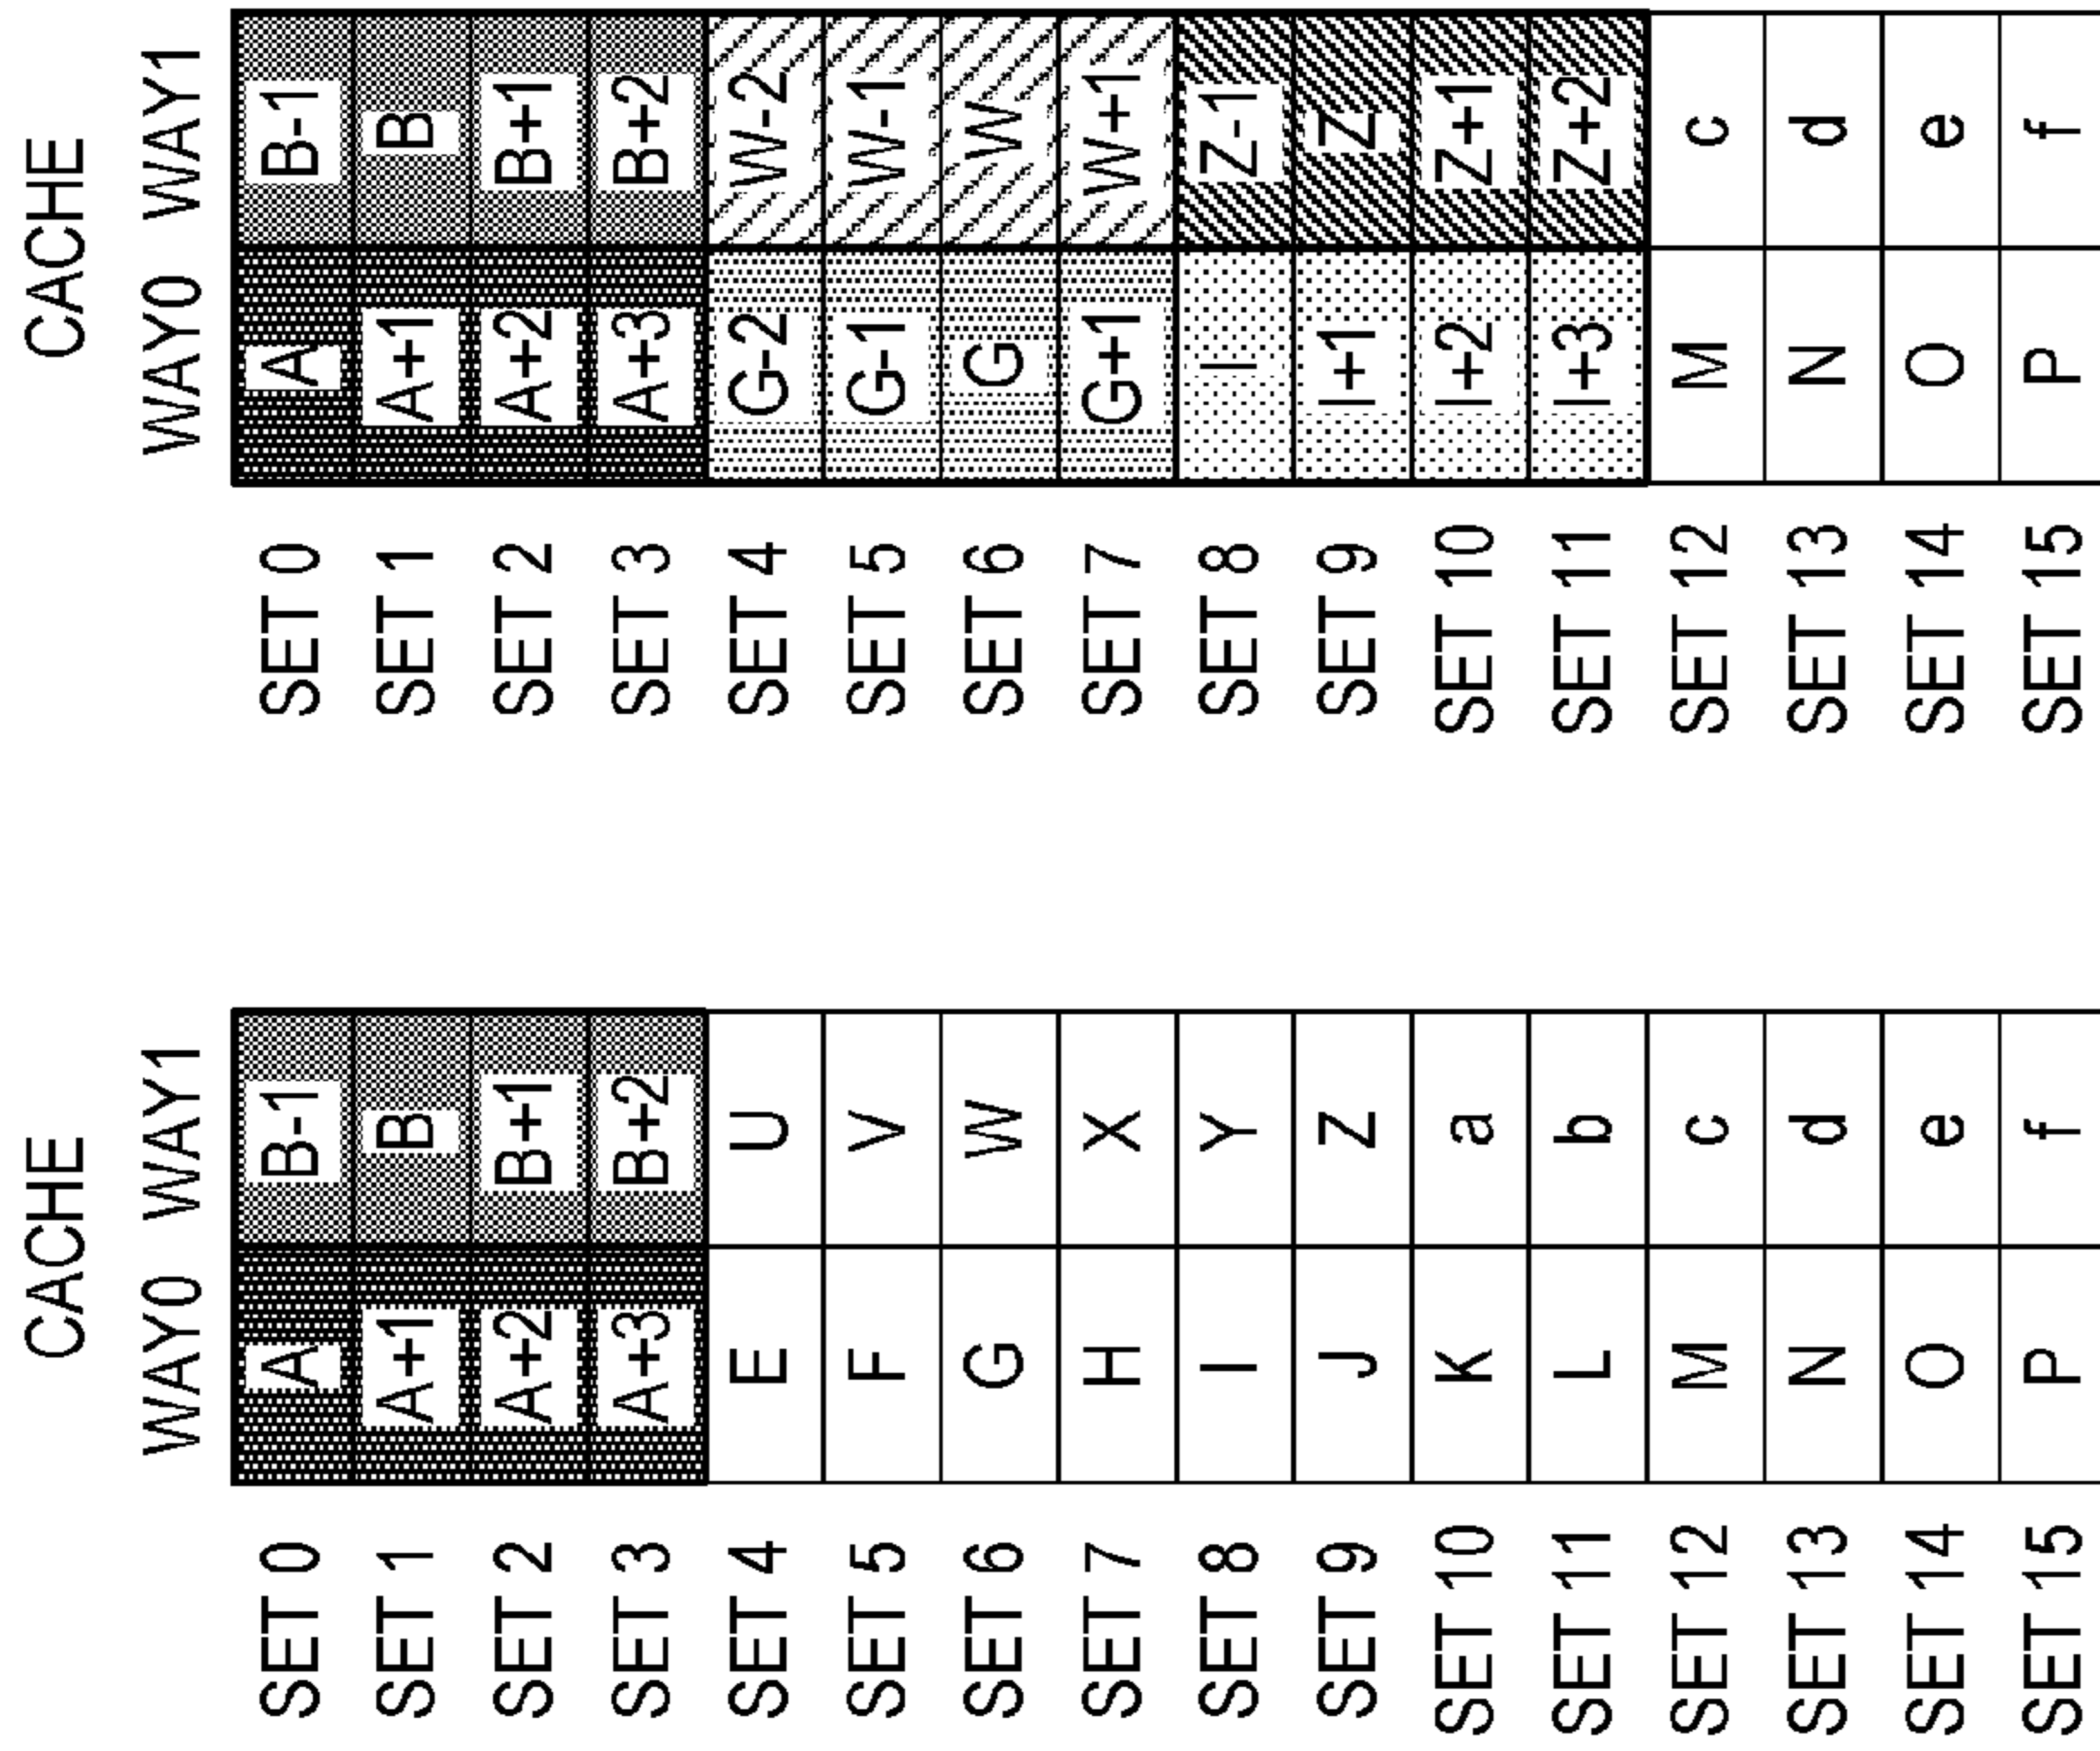 CACHE
WAY0 WAY1
SET 0 A B-1
SET 1 A+1 B
SET 2 A+2 B+1
SET 3 A+3 B+2
SET 4 E U
SET 5 F V
SET 6 G W
SET 7 H X
SET 8 I Y
SET 9 J Z
SET 10 K a
SET 11 L b
SET 12 M c
SET 13 N d
SET 14 O e
SET 15 P f
CACHE
WAY0 WAY1
SET 0 A B-1
SET 1 A+1 B
SET 2 A+2 B+1
SET 3 A+3 B+2
SET 4 G-2 W-2
SET 5 G-1 W-1
SET 6 G W
SET 7 G+1 W+1
SET 8 I Z-1
SET 9 I+1 Z
SET 10 I+2 Z+1
SET 11 I+3 Z+2
SET 12 M c
SET 13 N d
SET 14 O e
SET 15 P f